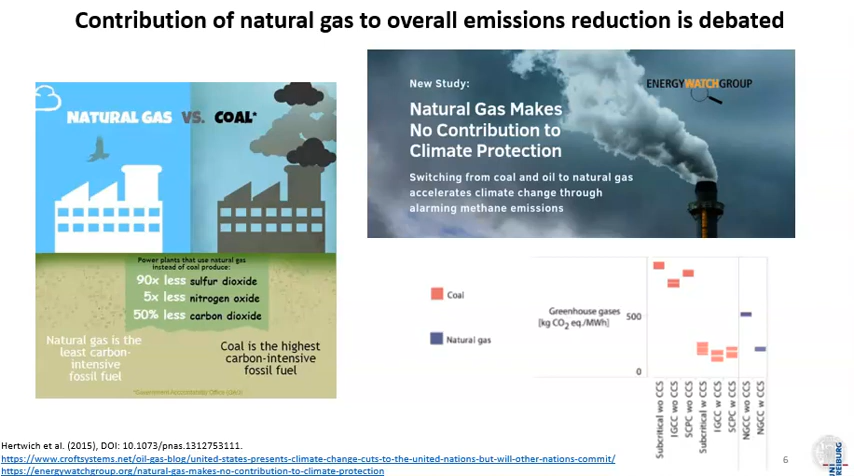 Contribution of natural gas to overall emissions reduction is debated
NATURAL GAS VS. COAL*
Power plants that use natural gas
instead of coal produce:
90x less sulfur dioxide
5x less nitrogen oxide
50% less carbon dioxide
Natural gas is the
least carbon-
intensive
fossil fuel
Coal is the highest
carbon-intensive
fossil fuel
*Government Accountability Office (GAO)
New Study:
ENERGYWATCHGROUP
Natural Gas Makes
No Contribution to
Climate Protection
Switching from coal and oil to natural gas
accelerates climate change through
alarming methane emissions
Coal
Natural gas
Greenhouse gases
[kg CO2 eq./MWh]
500
0
Subcritical wo CCS
IGCC wo CCS
SCPC wo CCS
Subcritical w CCS
IGCC w CCS
SCPC w CCS
NGCC wo CCS
NGCC w CCS
Hertwich et al. (2015), DOI: 10.1073/pnas.1312753111.
https://www.croftsystems.net/oil-gas-blog/united-states-presents-climate-change-cuts-to-the-united-nations-but-will-other-nations-commit/
https://energywatchgroup.org/natural-gas-makes-no-contribution-to-climate-protection
6